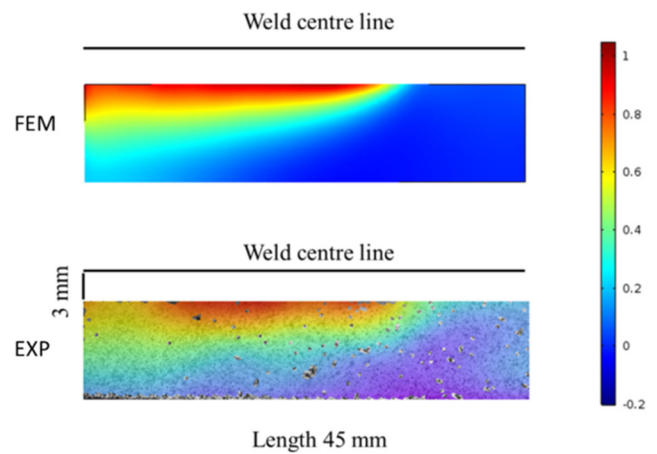 Weld centre line
FEM
1
0.8
0.6
0.4
0.2
0
-0.2
Weld centre line
3 mm
EXP
Length 45 mm